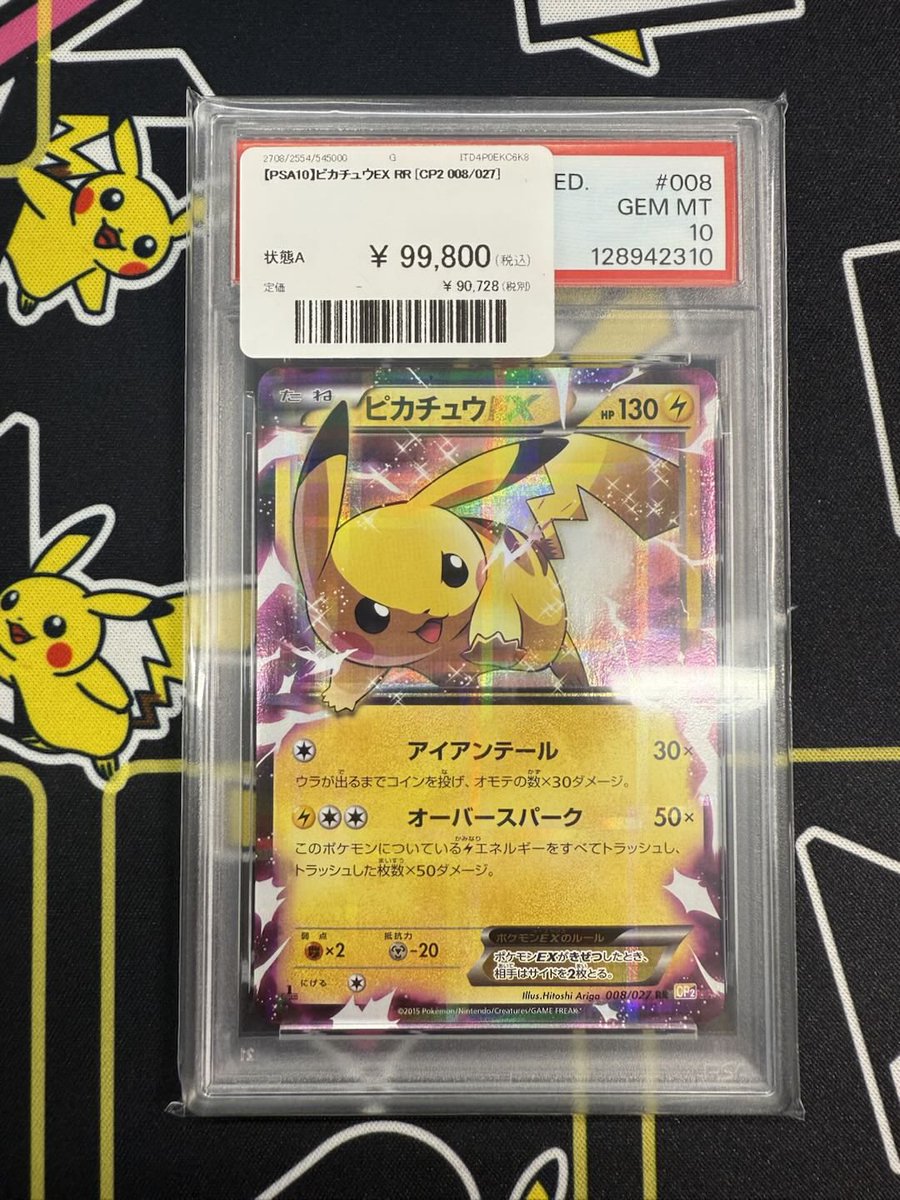 2708/2554/545000 G ITD4P0EKC6K8
【PSA10】ピカチュウEX RR [CP2 008/027]
状態A ¥ 99,800(税込)
定価 - ¥ 90,728(税別)
ED. #008
GEM MT
10
128942310
たね ピカチュウEX HP 130
アイアンテール 30×
ウラが出るまでコインを投げ、オモテの数×30ダメージ。
オーバースパーク 50×
このポケモンについているエネルギーをすべてトラッシュし、
トラッシュした枚数×50ダメージ。
弱点 抵抗力
×2 -20
にげる
ポケモンEXのルール
ポケモンEXがきぜつしたとき、
相手はサイドを2枚とる。
Illus.Hitoshi Ariga 008/027 RR CP2
©2015 Pokémon/Nintendo/Creatures/GAME FREAK.